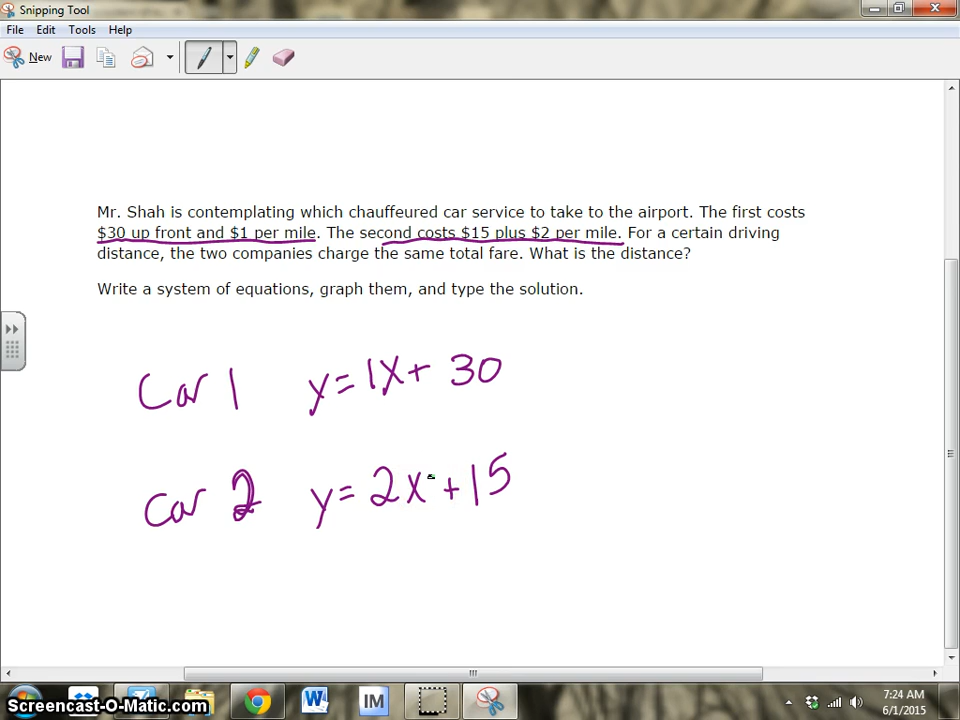 Snipping Tool
File Edit Tools Help
New
Mr. Shah is contemplating which chauffeured car service to take to the airport. The first costs
$30 up front and $1 per mile. The second costs $15 plus $2 per mile. For a certain driving
distance, the two companies charge the same total fare. What is the distance?
Write a system of equations, graph them, and type the solution.
Car 1 y=1x+ 30
Car 2 y=2x+15
Screencast-O-Matic.com
W
IM
7:24 AM
6/1/2015